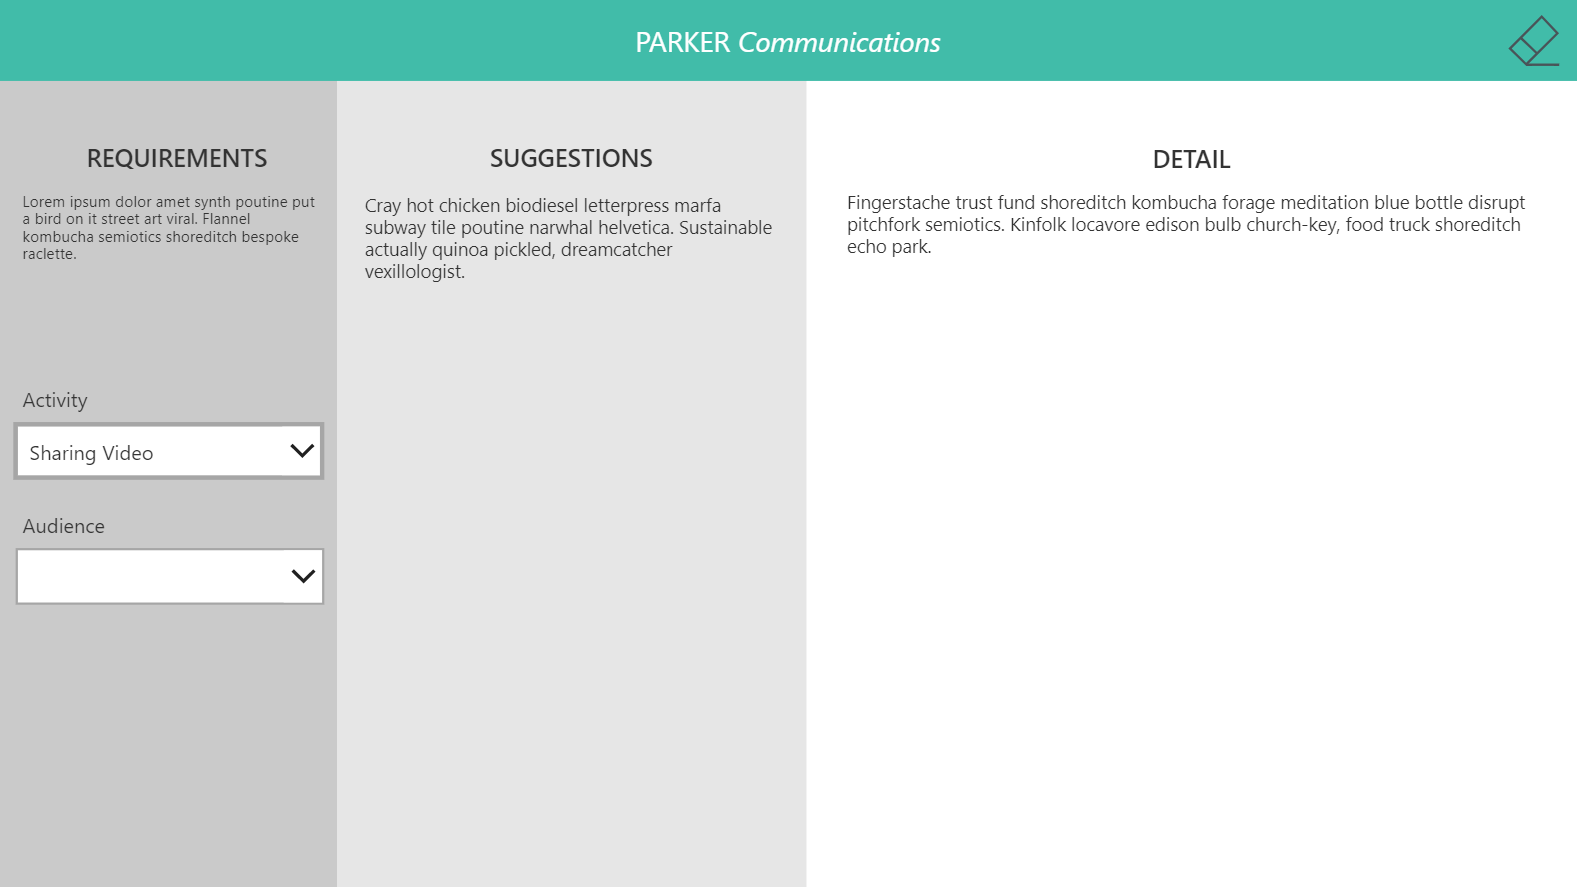 PARKER Communications
REQUIREMENTS
Lorem ipsum dolor amet synth poutine put
a bird on it street art viral. Flannel
kombucha semiotics shoreditch bespoke
raclette.
Activity
Sharing Video
Audience
SUGGESTIONS
Cray hot chicken biodiesel letterpress marfa
subway tile poutine narwhal helvetica. Sustainable
actually quinoa pickled, dreamcatcher
vexillologist.
DETAIL
Fingerstache trust fund shoreditch kombucha forage meditation blue bottle disrupt
pitchfork semiotics. Kinfolk locavore edison bulb church-key, food truck shoreditch
echo park.